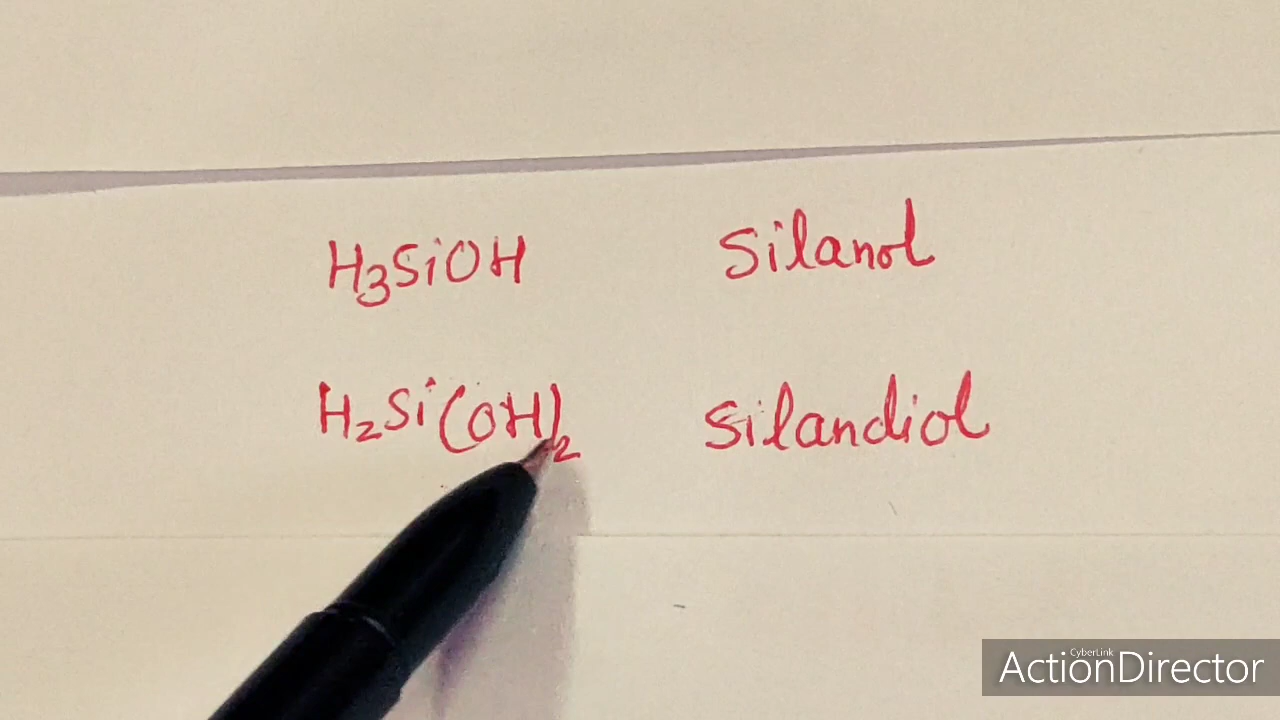 H₃SiOH Silanol
H₂Si(OH)₂ Silandiol
CyberLink
ActionDirector